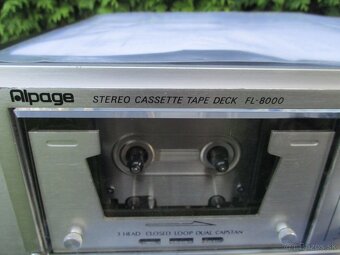 Alpage STEREO CASSETTE TAPE DECK FL-8000
3 HEAD CLOSED LOOP DUAL CAPSTAN